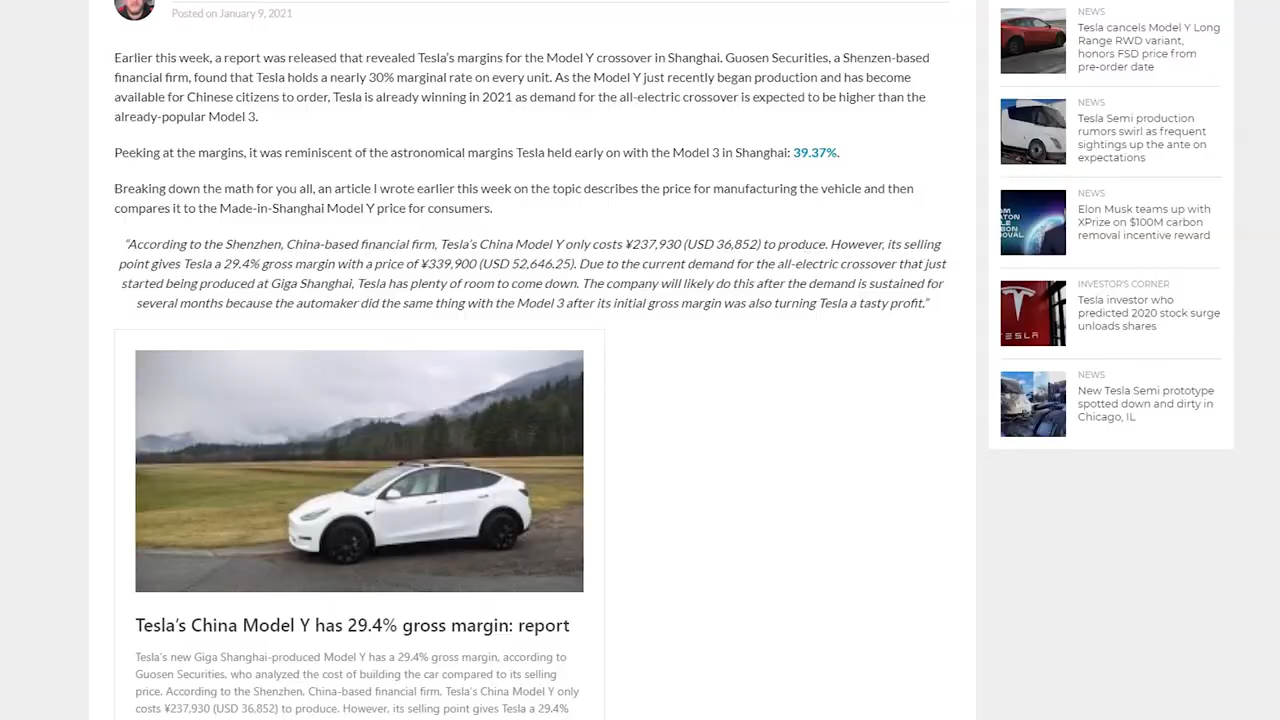 Posted on January 9, 2021
Earlier this week, a report was released that revealed Tesla's margins for the Model Y crossover in Shanghai. Guosen Securities, a Shenzen-based
financial firm, found that Tesla holds a nearly 30% marginal rate on every unit. As the Model Y just recently began production and has become
available for Chinese citizens to order, Tesla is already winning in 2021 as demand for the all-electric crossover is expected to be higher than the
already-popular Model 3.
Peeking at the margins, it was reminiscent of the astronomical margins Tesla held early on with the Model 3 in Shanghai: 39.37%.
Breaking down the math for you all, an article I wrote earlier this week on the topic describes the price for manufacturing the vehicle and then
compares it to the Made-in-Shanghai Model Y price for consumers.
"According to the Shenzhen, China-based financial firm, Tesla's China Model Y only costs ¥237,930 (USD 36,852) to produce. However, its selling
point gives Tesla a 29.4% gross margin with a price of ¥339,900 (USD 52,646.25). Due to the current demand for the all-electric crossover that just
started being produced at Giga Shanghai, Tesla has plenty of room to come down. The company will likely do this after the demand is sustained for
several months because the automaker did the same thing with the Model 3 after its initial gross margin was also turning Tesla a tasty profit."
Tesla's China Model Y has 29.4% gross margin: report
Tesla's new Giga Shanghai-produced Model Y has a 29.4% gross margin, according to
Guosen Securities, who analyzed the cost of building the car compared to its selling
price. According to the Shenzhen, China-based financial firm, Tesla's China Model Y only
costs ¥237,930 (USD 36,852) to produce. However, its selling point gives Tesla a 29.4%
NEWS
Tesla cancels Model Y Long
Range RWD variant,
honors FSD price from
pre-order date
NEWS
Tesla Semi production
rumors swirl as frequent
sightings up the ante on
expectations
NEWS
Elon Musk teams up with
XPrize on $100M carbon
removal incentive reward
INVESTOR'S CORNER
Tesla investor who
predicted 2020 stock surge
unloads shares
TESLA
NEWS
New Tesla Semi prototype
spotted down and dirty in
Chicago, IL